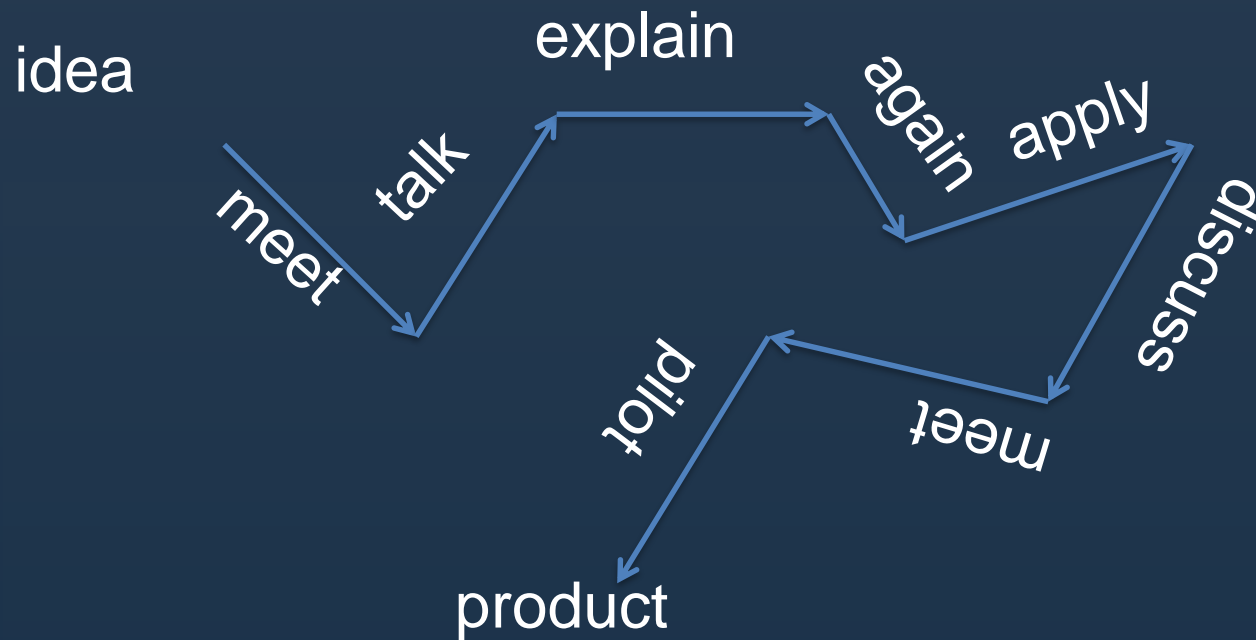 idea
meet
talk
explain
again
apply
discuss
meet
pilot
product